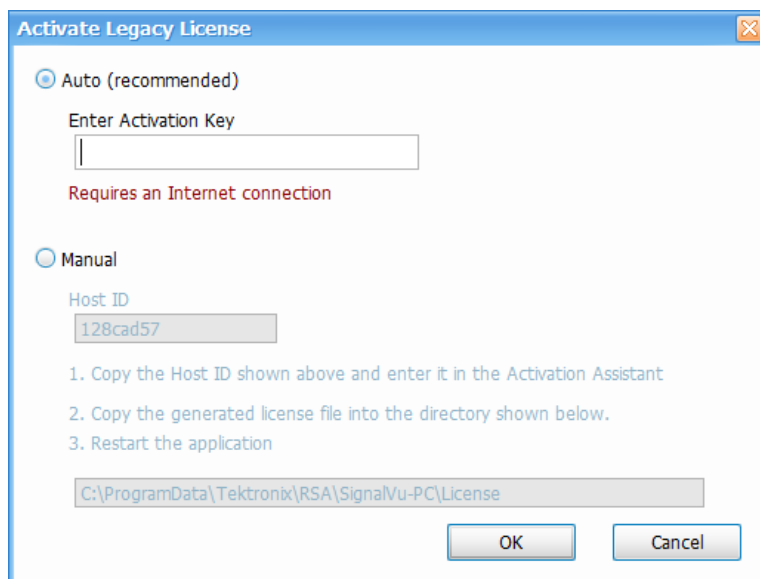 Activate Legacy License
Auto (recommended)
Enter Activation Key
Requires an Internet connection
Manual
Host ID
128cad57
1. Copy the Host ID shown above and enter it in the Activation Assistant
2. Copy the generated license file into the directory shown below.
3. Restart the application
C:\ProgramData\Tektronix\RSA\SignalVu-PC\License
OK
Cancel